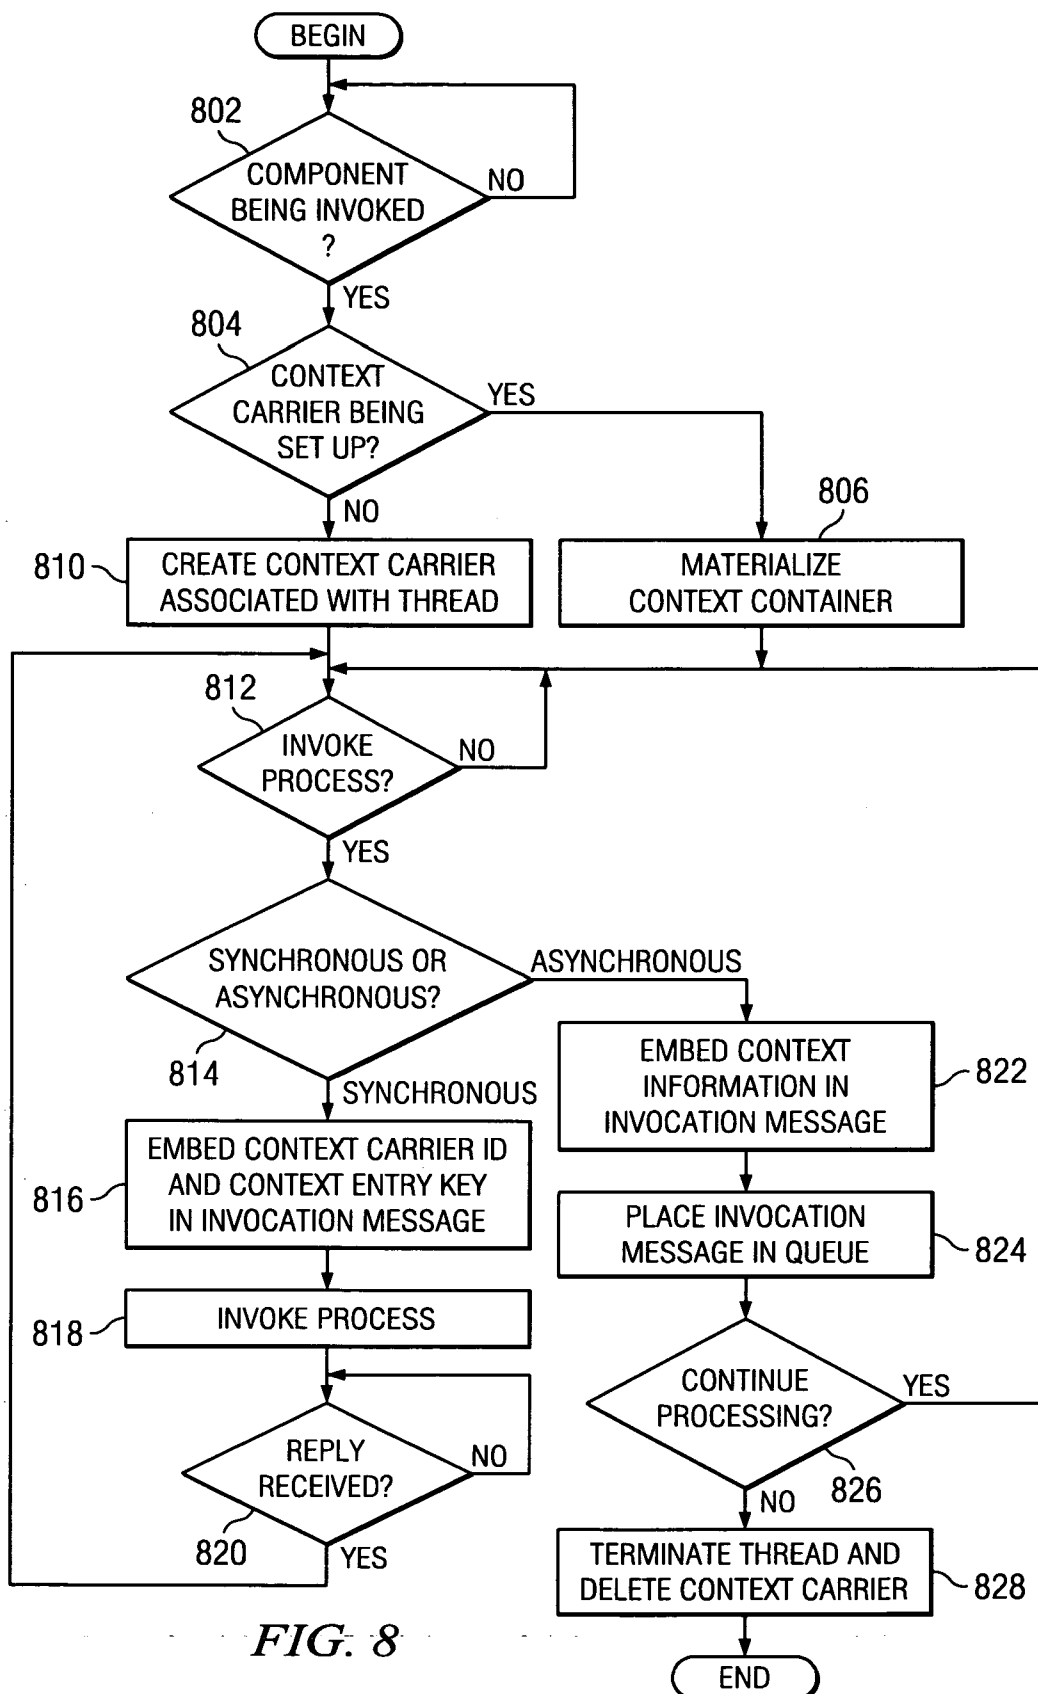 BEGIN
802
COMPONENT
BEING INVOKED
?
NO
YES
804
CONTEXT
CARRIER BEING
SET UP?
YES
NO
806
810
CREATE CONTEXT CARRIER
ASSOCIATED WITH THREAD
MATERIALIZE
CONTEXT CONTAINER
812
INVOKE
PROCESS?
NO
YES
SYNCHRONOUS OR
ASYNCHRONOUS?
ASYNCHRONOUS
814
SYNCHRONOUS
EMBED CONTEXT
INFORMATION IN
INVOCATION MESSAGE
822
816
EMBED CONTEXT CARRIER ID
AND CONTEXT ENTRY KEY
IN INVOCATION MESSAGE
PLACE INVOCATION
MESSAGE IN QUEUE
824
818
INVOKE PROCESS
CONTINUE
PROCESSING?
YES
826
NO
REPLY
RECEIVED?
NO
820
YES
TERMINATE THREAD AND
DELETE CONTEXT CARRIER
828
END
FIG. 8